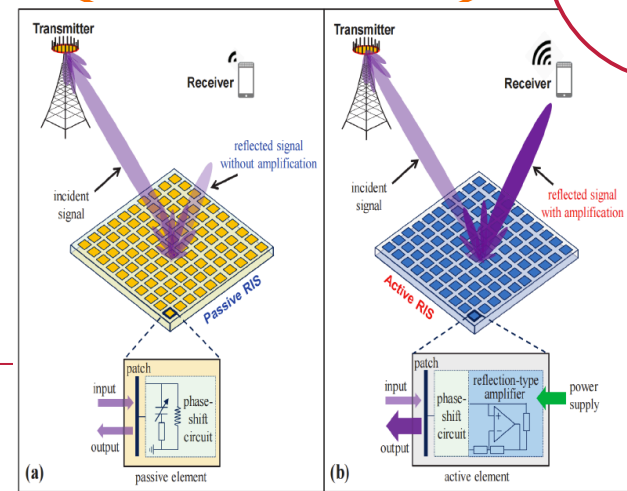 Transmitter
Receiver
reflected signal
without amplification
incident
signal
Passive RIS
patch
input
output
phase-
shift
circuit
(a)
passive element
Transmitter
Receiver
incident
signal
reflected signal
with amplification
Active RIS
patch
input
output
phase-
shift
circuit
reflection-type
amplifier
power
supply
(b)
active element